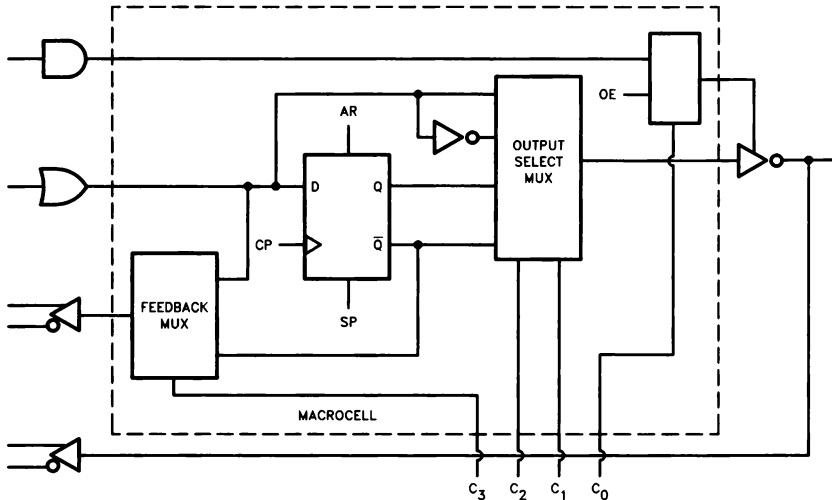 OE
AR
OUTPUT
SELECT
MUX
D
Q
CP
Q̅
FEEDBACK
MUX
SP
MACROCELL
C₃
C₂
C₁
C₀